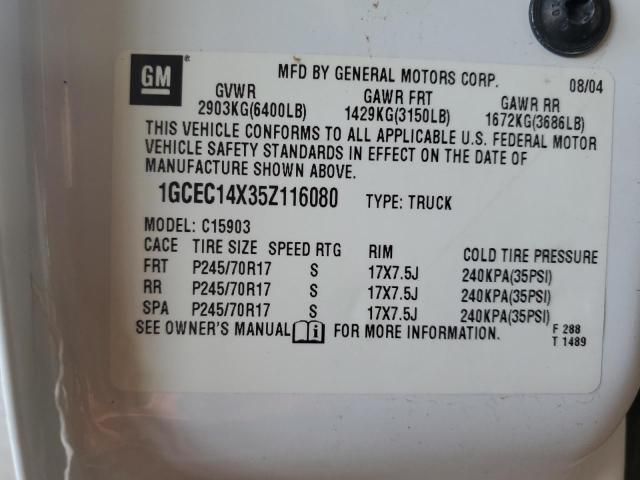 GM ®
MFD BY GENERAL MOTORS CORP. 08/04
GVWR GAWR FRT GAWR RR
2903KG(6400LB) 1429KG(3150LB) 1672KG(3686LB)
THIS VEHICLE CONFORMS TO ALL APPLICABLE U.S. FEDERAL MOTOR
VEHICLE SAFETY STANDARDS IN EFFECT ON THE DATE OF
MANUFACTURE SHOWN ABOVE.
1GCEC14X35Z116080 TYPE: TRUCK
MODEL: C15903
CACE TIRE SIZE SPEED RTG RIM COLD TIRE PRESSURE
FRT P245/70R17 S 17X7.5J 240KPA(35PSI)
RR P245/70R17 S 17X7.5J 240KPA(35PSI)
SPA P245/70R17 S 17X7.5J 240KPA(35PSI)
SEE OWNER'S MANUAL i FOR MORE INFORMATION.
F 288
T 1489